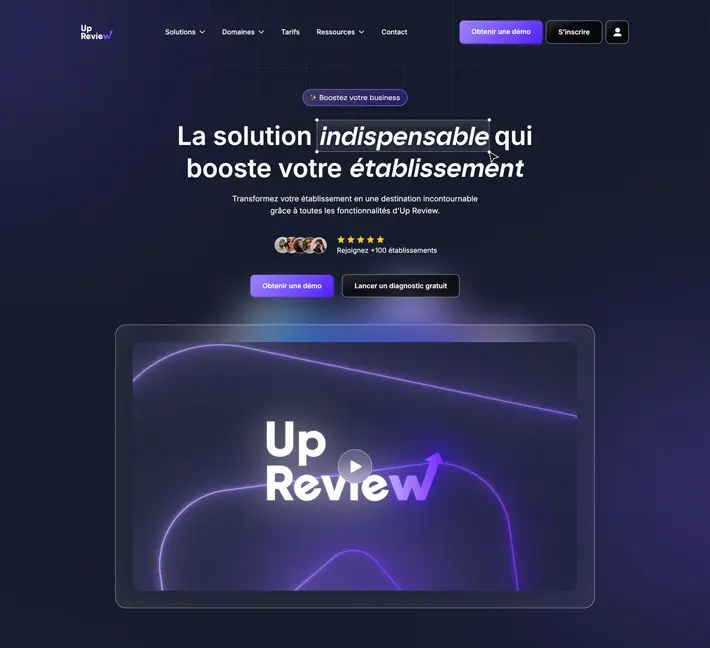 Up
Review
Solutions
Domaines
Tarifs
Ressources
Contact
Obtenir une démo
S'inscrire
✨ Boostez votre business
La solution indispensable qui
booste votre établissement
Transformez votre établissement en une destination incontournable
grâce à toutes les fonctionnalités d'Up Review.
Rejoignez +100 établissements
Obtenir une démo
Lancer un diagnostic gratuit
Up
Review